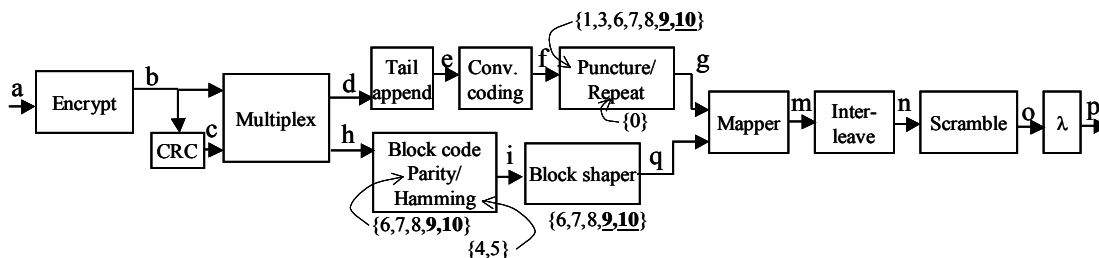 {1,3,6,7,8,9,10}
a
Encrypt
b
c
CRC
Multiplex
d
h
Tail
append
e
Conv.
coding
f
Puncture/
Repeat
{0}
g
Block code
Parity/
Hamming
{6,7,8,9,10}
{4,5}
i
Block shaper
{6,7,8,9,10}
q
Mapper
m
Inter-
leave
n
Scramble
o
λ
p